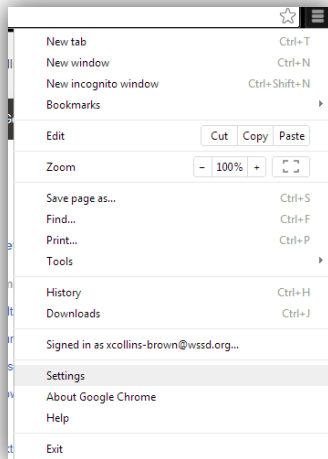 New tab Ctrl+T
New window Ctrl+N
New incognito window Ctrl+Shift+N
Bookmarks
Edit Cut Copy Paste
Zoom - 100% +
Save page as... Ctrl+S
Find... Ctrl+F
Print... Ctrl+P
Tools
History Ctrl+H
Downloads Ctrl+J
Signed in as xcollins-brown@wssd.org...
Settings
About Google Chrome
Help
Exit